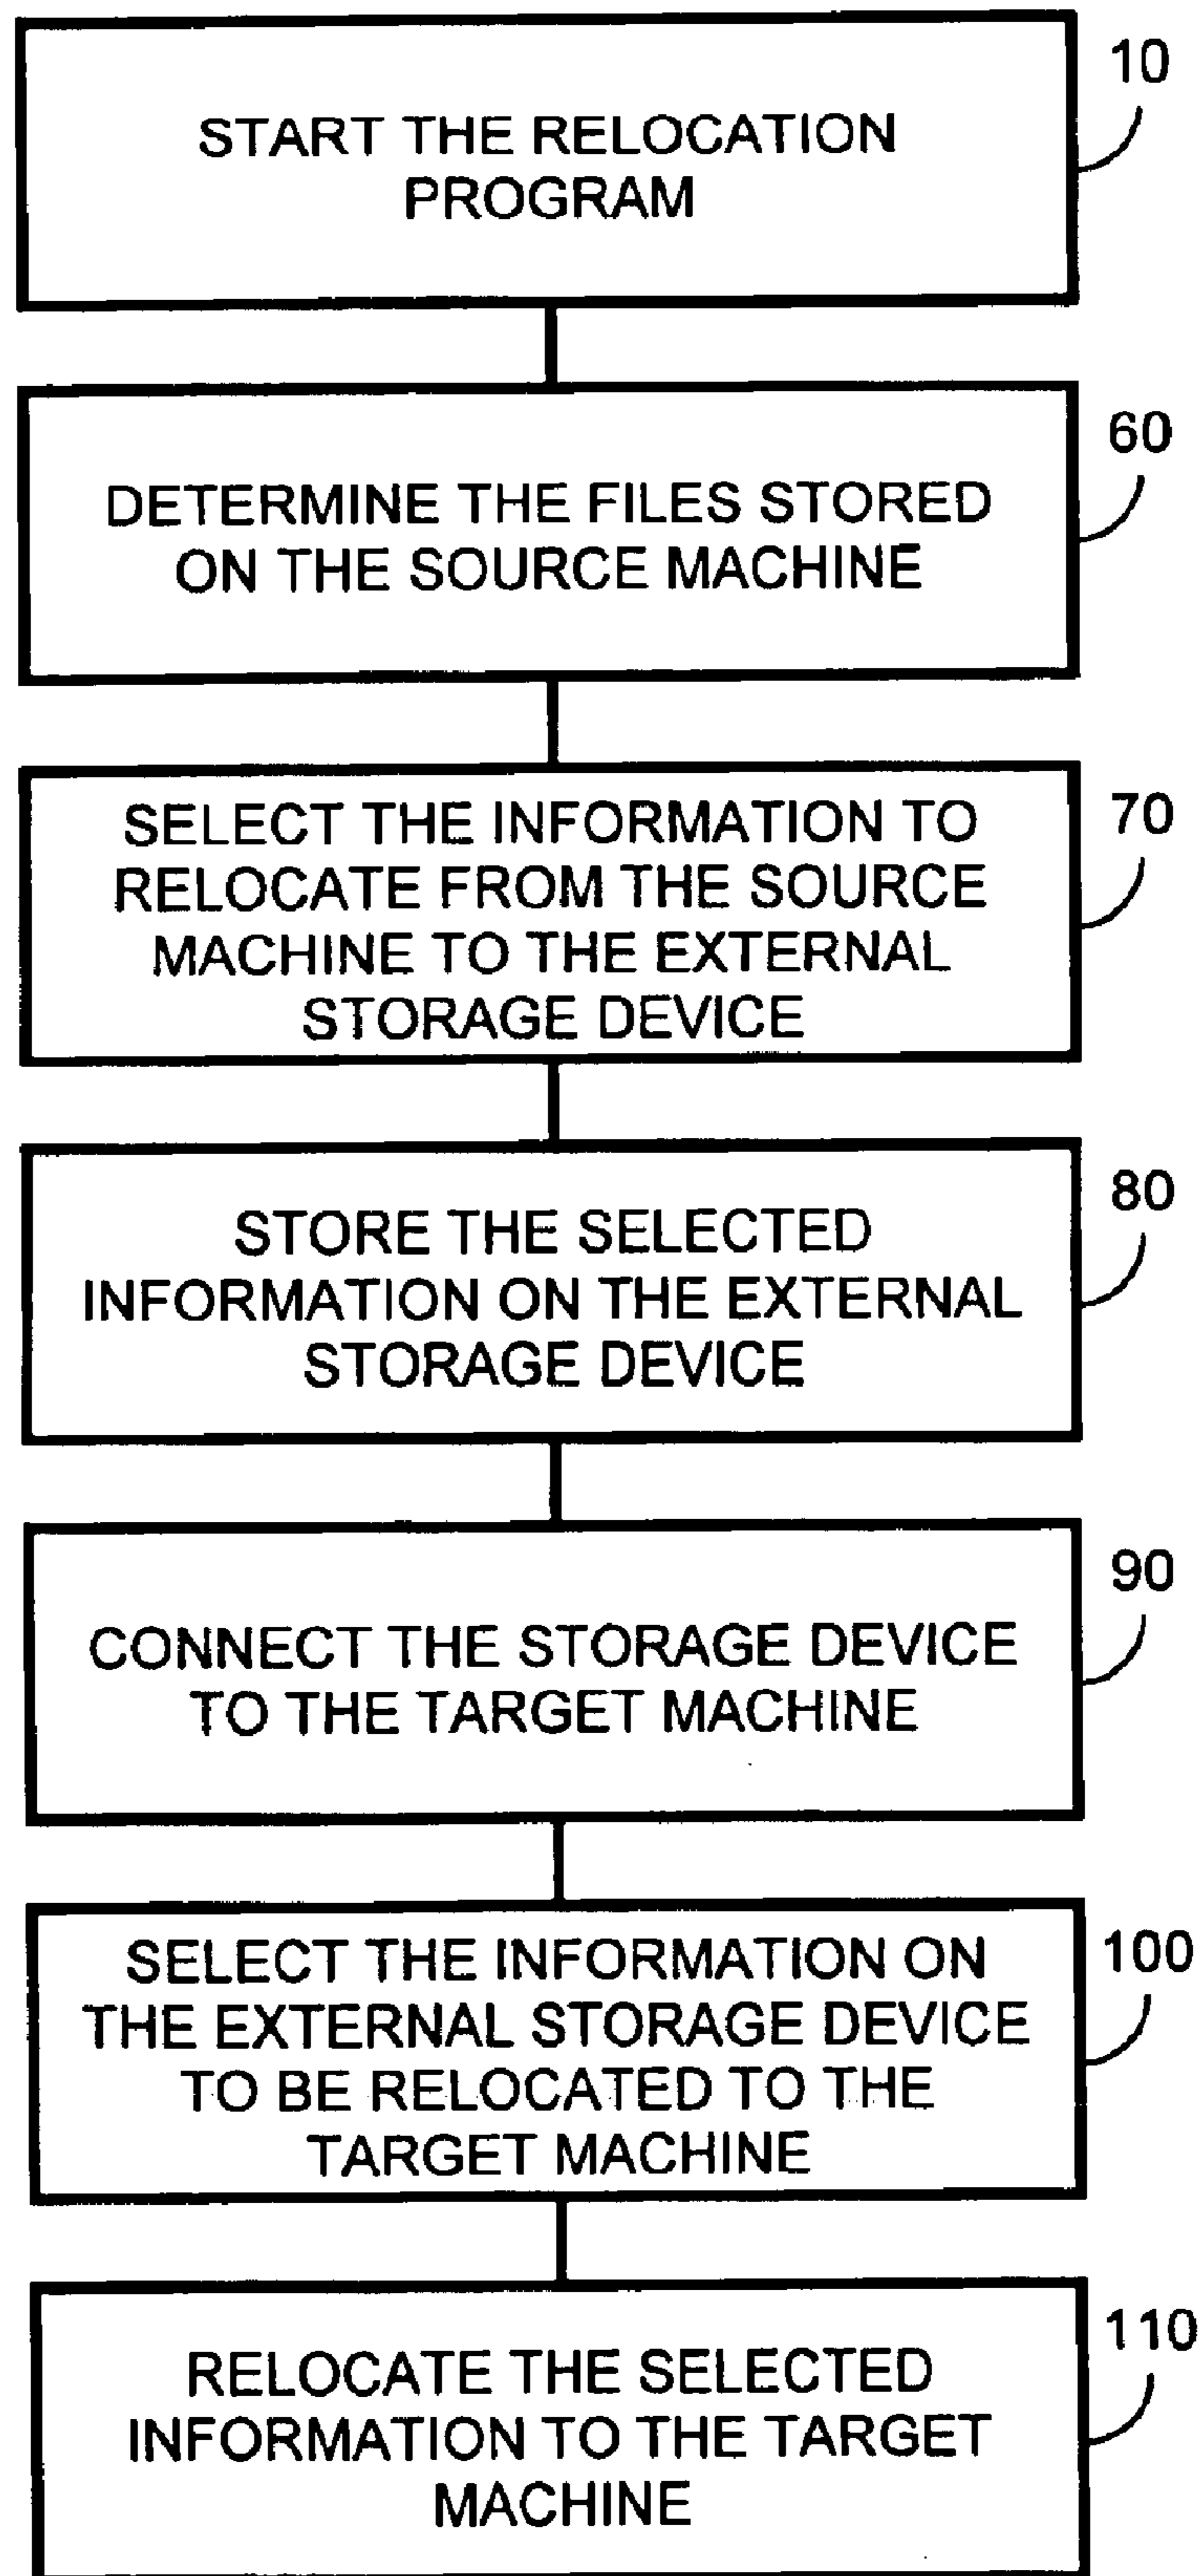 10
START THE RELOCATION
PROGRAM
60
DETERMINE THE FILES STORED
ON THE SOURCE MACHINE
70
SELECT THE INFORMATION TO
RELOCATE FROM THE SOURCE
MACHINE TO THE EXTERNAL
STORAGE DEVICE
80
STORE THE SELECTED
INFORMATION ON THE EXTERNAL
STORAGE DEVICE
90
CONNECT THE STORAGE DEVICE
TO THE TARGET MACHINE
100
SELECT THE INFORMATION ON
THE EXTERNAL STORAGE DEVICE
TO BE RELOCATED TO THE
TARGET MACHINE
110
RELOCATE THE SELECTED
INFORMATION TO THE TARGET
MACHINE